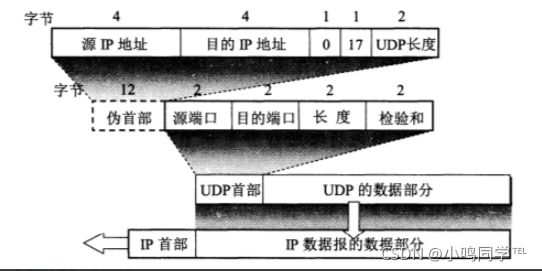 字节 4 4 1 1 2
源 IP 地址 目的 IP 地址 0 17 UDP长度
字节 12 2 2 2 2
伪首部 源端口 目的端口 长 度 检验和
UDP首部 UDP 的数据部分
IP 首部 IP 数据报的数据部分
CSDN @小鸣同学TEL